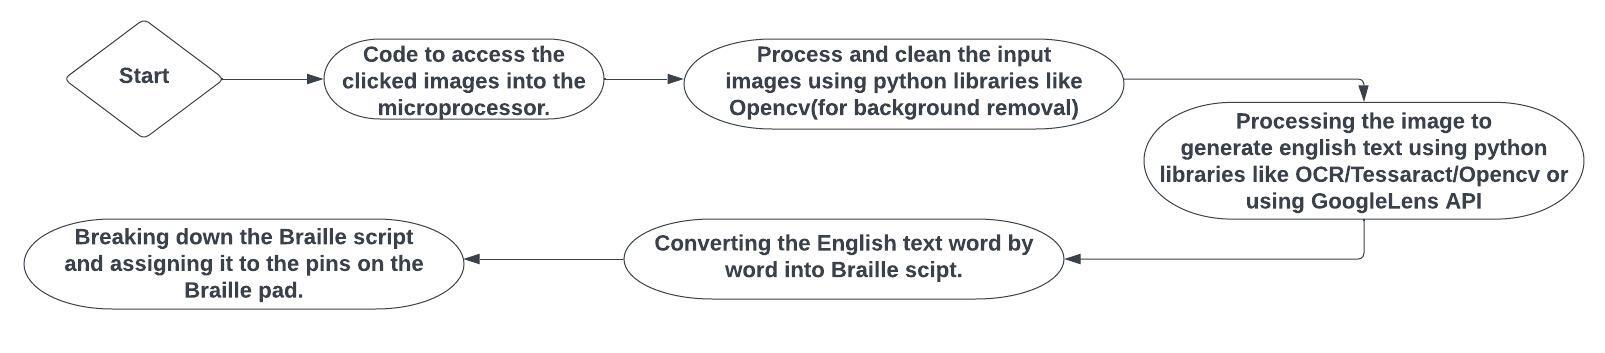 Start
Code to access the
clicked images into the
microprocessor.
Process and clean the input
images using python libraries like
Opencv(for background removal)
Processing the image to
generate english text using python
libraries like OCR/Tessaract/Opencv or
using GoogleLens API
Converting the English text word by
word into Braille scipt.
Breaking down the Braille script
and assigning it to the pins on the
Braille pad.